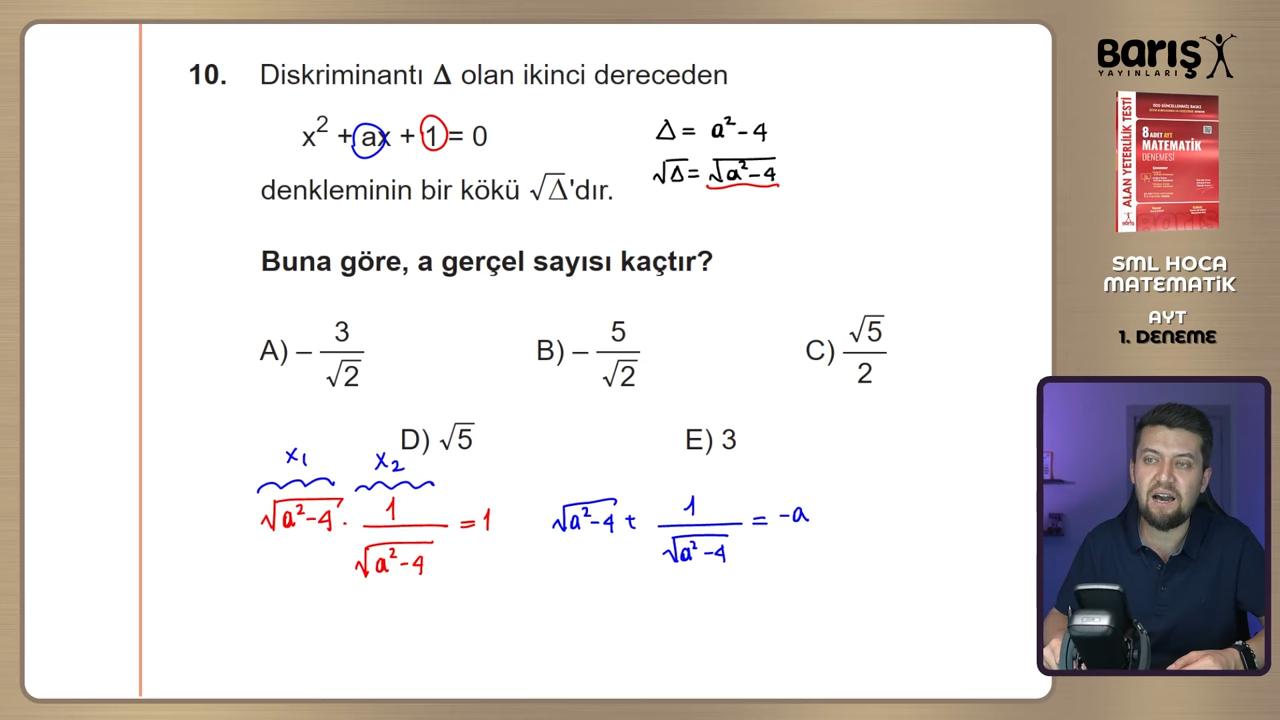 10. Diskriminantı Δ olan ikinci dereceden
x² + ax + 1 = 0
denkleminin bir kökü √Δ'dır.
Δ = a² - 4
√Δ = √a² - 4
Buna göre, a gerçel sayısı kaçtır?
A) – 3/√2
B) – 5/√2
C) √5/2
D) √5
E) 3
x₁ x₂
√a² - 4 · 1/√a² - 4 = 1
√a² - 4 + 1/√a² - 4 = -a
BARIŞ
YAYINLARI
ALAN YETERLİLİK TESTİ
8 ADET AYT
MATEMATİK
DENEMESİ
SML HOCA
MATEMATİK
AYT
1. DENEME